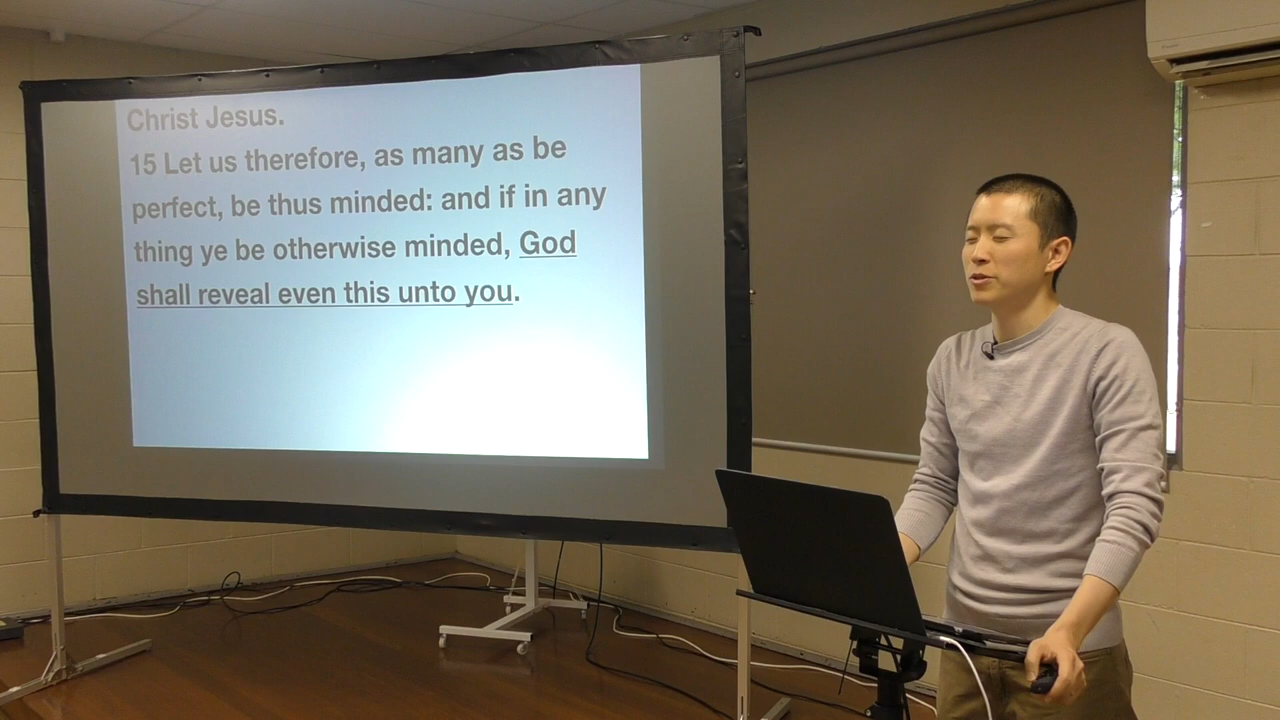 Christ Jesus.
15 Let us therefore, as many as be
perfect, be thus minded: and if in any
thing ye be otherwise minded, God
shall reveal even this unto you.